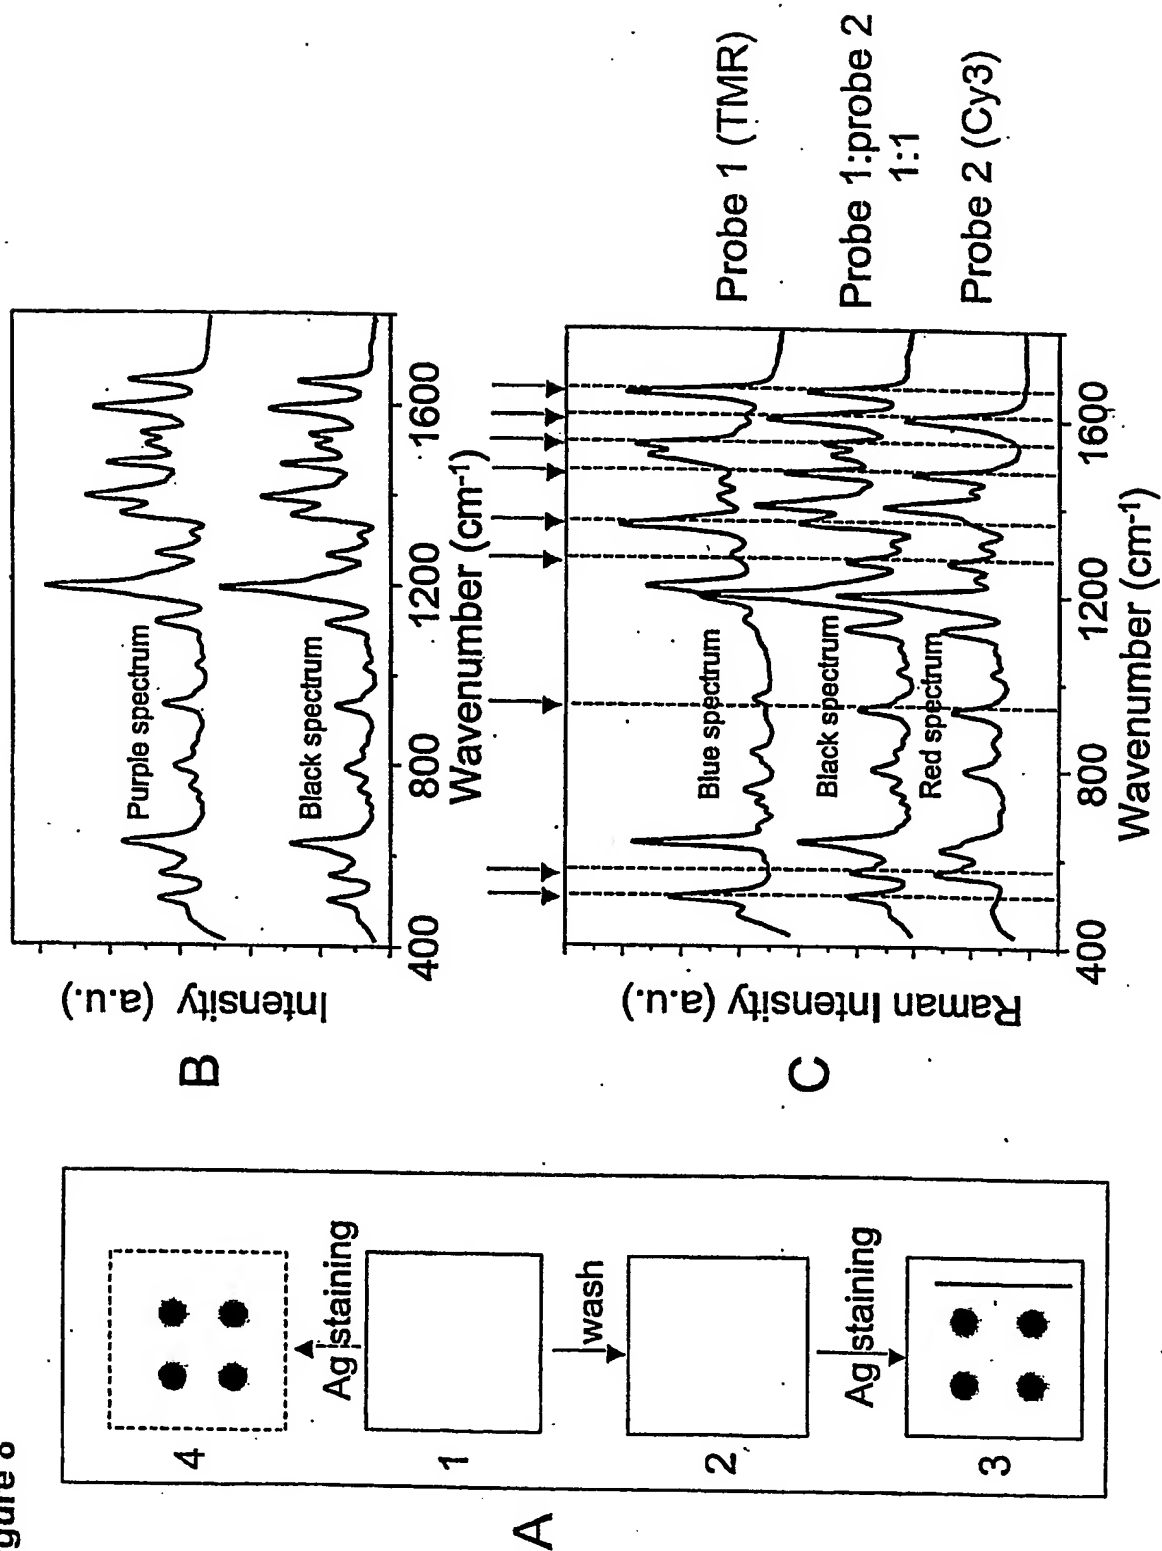 gure 8
A
4
Ag staining
1
wash
2
Ag staining
3
B
Intensity (a.u.)
Purple spectrum
Black spectrum
400
800
1200
1600
Wavenumber (cm-1)
C
Raman Intensity (a.u.)
Blue spectrum
Black spectrum
Red spectrum
Probe 1 (TMR)
Probe 1:probe 2
1:1
Probe 2 (Cy3)
400
800
1200
1600
Wavenumber (cm-1)